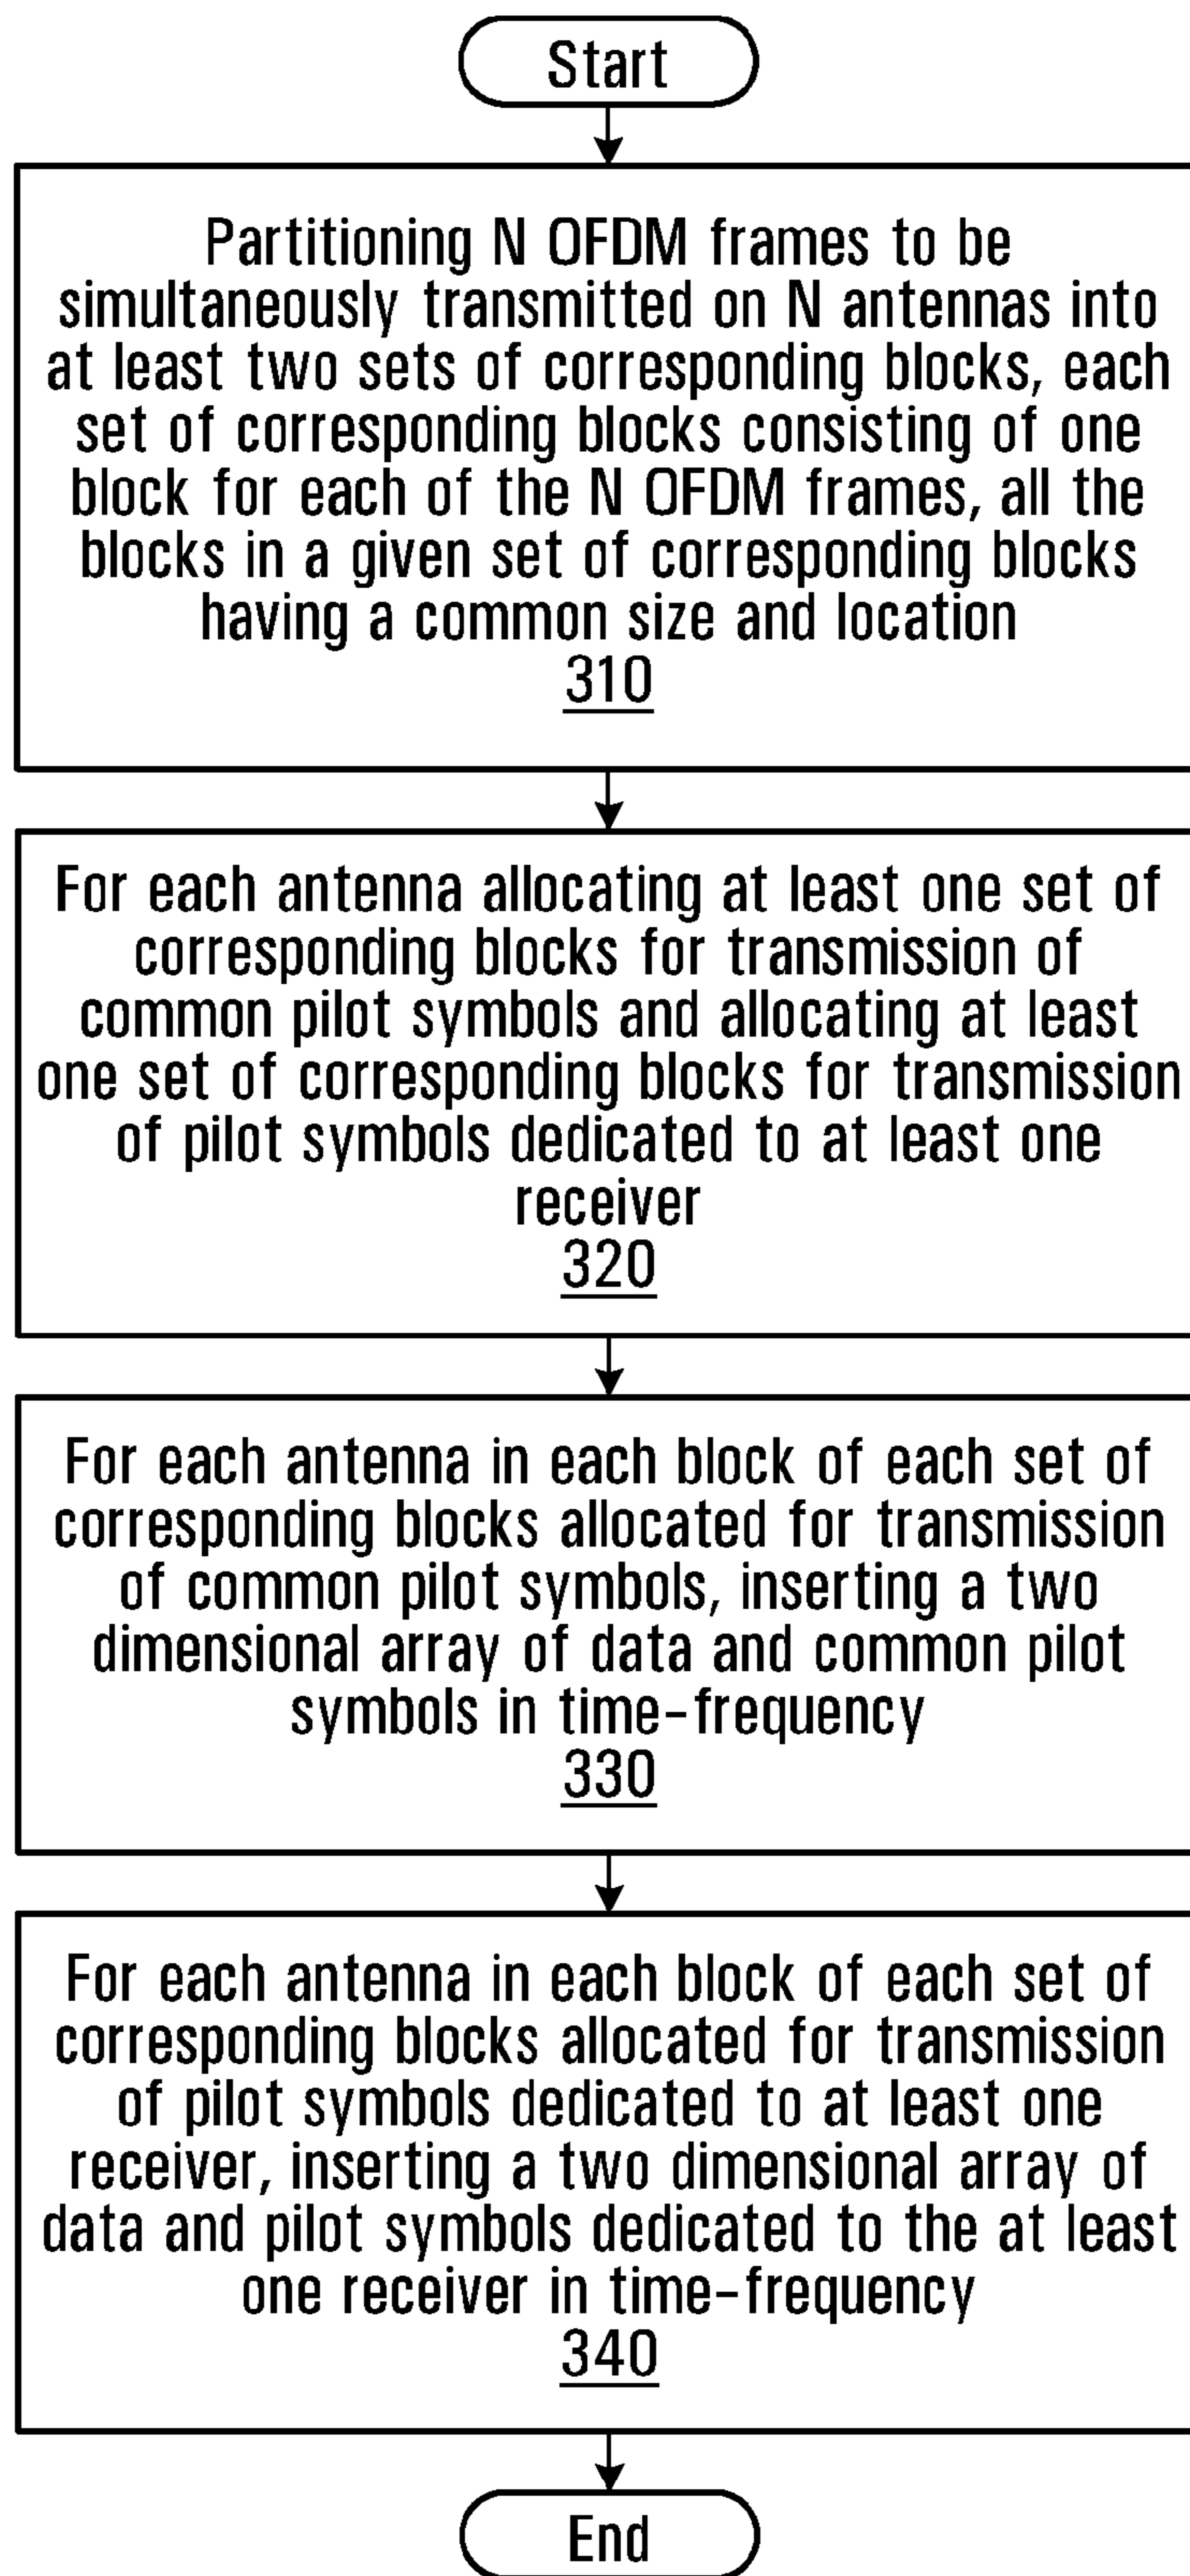 Start
Partitioning N OFDM frames to be
simultaneously transmitted on N antennas into
at least two sets of corresponding blocks, each
set of corresponding blocks consisting of one
block for each of the N OFDM frames, all the
blocks in a given set of corresponding blocks
having a common size and location
310
For each antenna allocating at least one set of
corresponding blocks for transmission of
common pilot symbols and allocating at least
one set of corresponding blocks for transmission
of pilot symbols dedicated to at least one
receiver
320
For each antenna in each block of each set of
corresponding blocks allocated for transmission
of common pilot symbols, inserting a two
dimensional array of data and common pilot
symbols in time-frequency
330
For each antenna in each block of each set of
corresponding blocks allocated for transmission
of pilot symbols dedicated to at least one
receiver, inserting a two dimensional array of
data and pilot symbols dedicated to the at least
one receiver in time-frequency
340
End